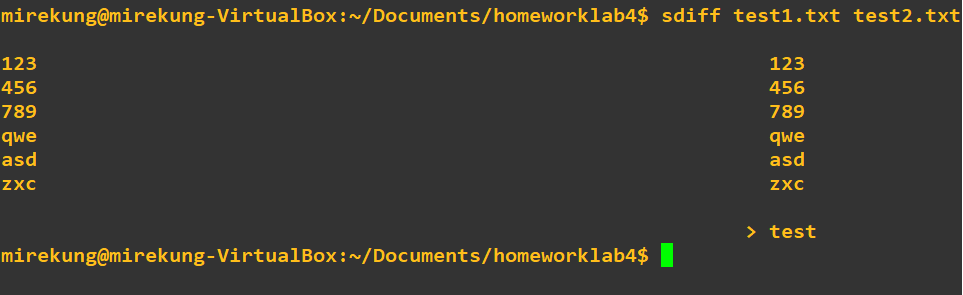 mirekung@mirekung-VirtualBox:~/Documents/homeworklab4$ sdiff test1.txt test2.txt
123 123
456 456
789 789
qwe qwe
asd asd
zxc zxc
> test
mirekung@mirekung-VirtualBox:~/Documents/homeworklab4$